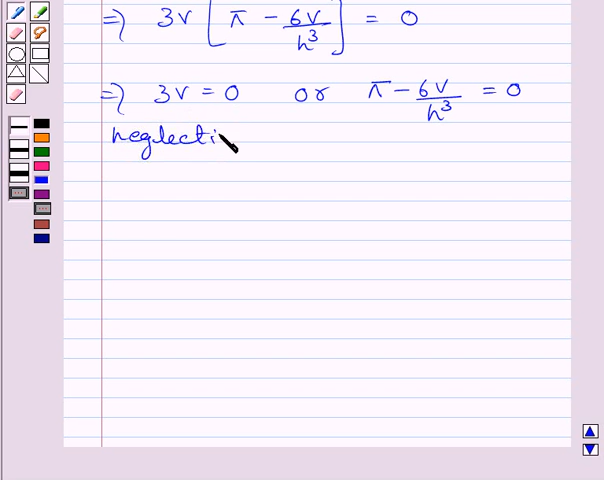 ⇒ 3v [π - 6v/h³] = 0
⇒ 3v = 0 or π - 6v/h³ = 0
neglecti